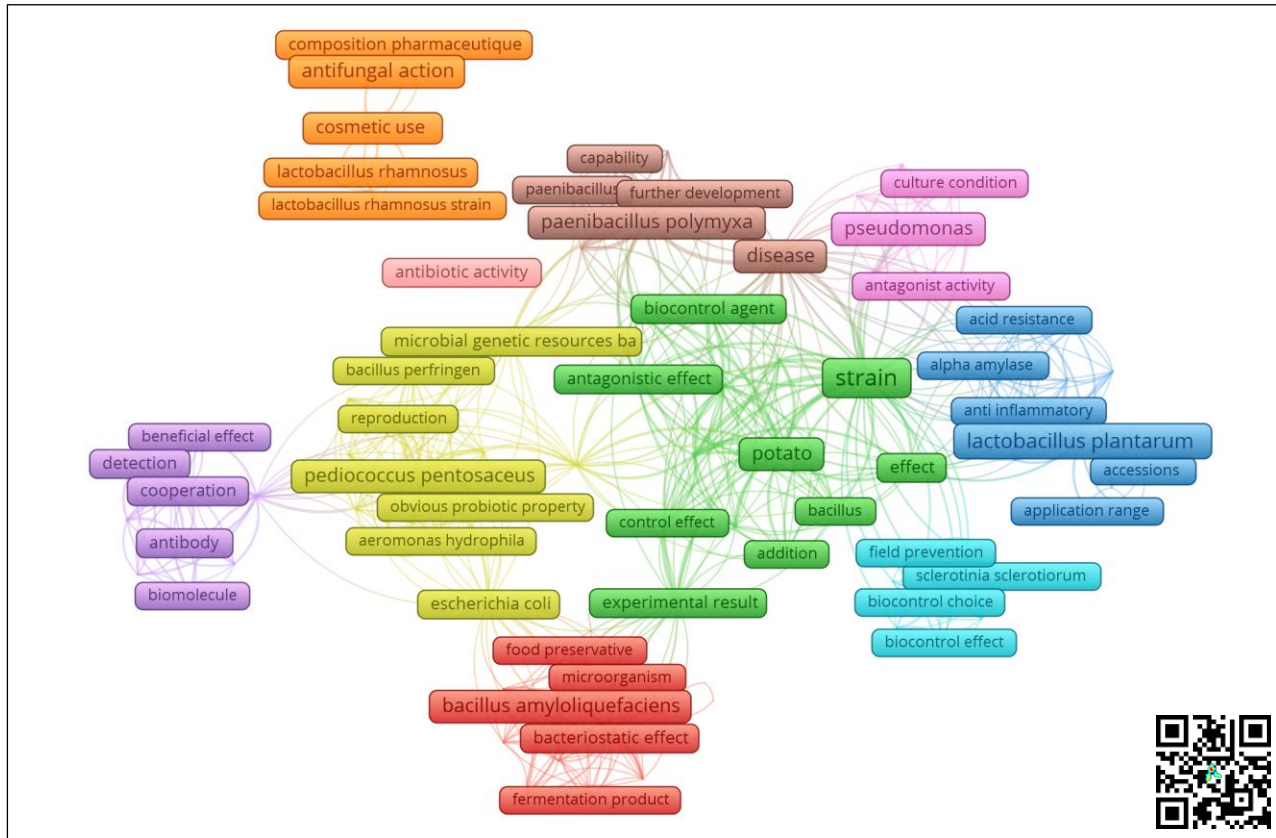 composition pharmaceutique
antifungal action
cosmetic use
lactobacillus rhamnosus
lactobacillus rhamnosus strain
capability
paenibacillus
further development
paenibacillus polymyxa
disease
culture condition
pseudomonas
antagonist activity
antibiotic activity
biocontrol agent
microbial genetic resources ba
bacillus perfringen
antagonistic effect
strain
acid resistance
alpha amylase
anti inflammatory
lactobacillus plantarum
accessions
application range
reproduction
pediococcus pentosaceus
obvious probiotic property
aeromonas hydrophila
escherichia coli
beneficial effect
detection
cooperation
antibody
biomolecule
potato
effect
bacillus
control effect
addition
experimental result
field prevention
sclerotinia sclerotiorum
biocontrol choice
biocontrol effect
food preservative
microorganism
bacillus amyloliquefaciens
bacteriostatic effect
fermentation product